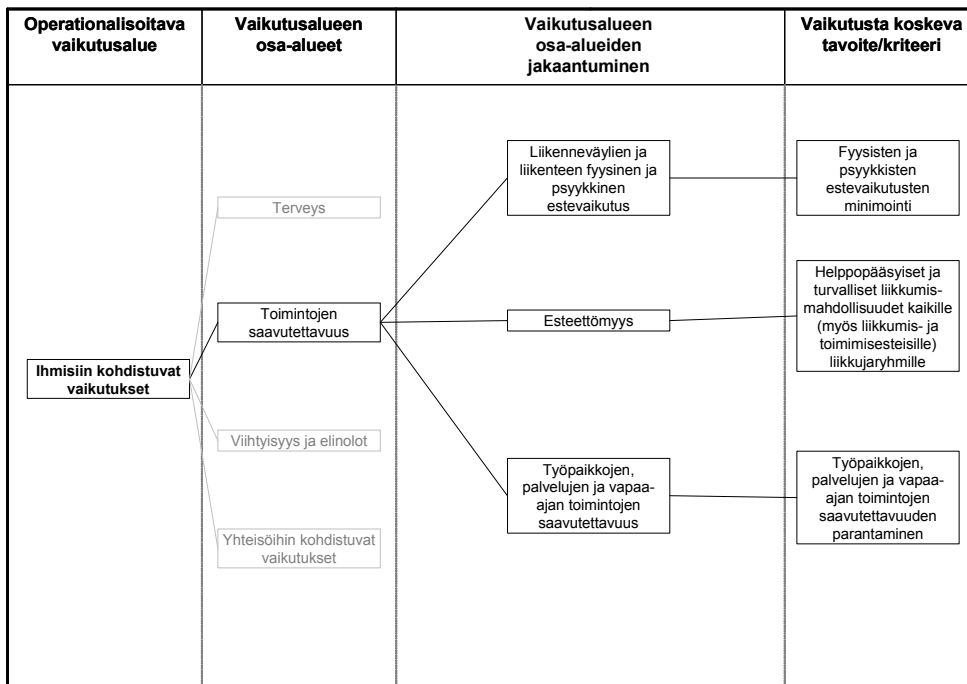 Operationalisoitava
vaikutusalue
Vaikutusalueen
osa-alueet
Vaikutusalueen
osa-alueiden
jakaantuminen
Vaikutusta koskeva
tavoite/kriteeri
Ihmisiin kohdistuvat
vaikutukset
Terveys
Toimintojen
saavutettavuus
Viihtyisyys ja elinolot
Yhteisöihin kohdistuvat
vaikutukset
Liikenneväylien ja
liikenteen fyysinen ja
psyykkinen
estevaikutus
Esteettömyys
Työpaikkojen,
palvelujen ja vapaa-
ajan toimintojen
saavutettavuus
Fyysisten ja
psyykkisten
estevaikutusten
minimointi
Helppopääsyiset ja
turvalliset liikkumis-
mahdollisuudet kaikille
(myös liikkumis- ja
toimimisesteisille)
liikkujaryhmille
Työpaikkojen,
palvelujen ja vapaa-
ajan toimintojen
saavutettavuuden
parantaminen